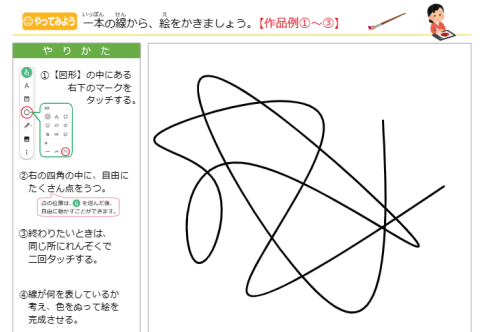 やってみよう 一本の線から、絵をかきましょう。【作品例①～③】
いっぽん せん え
やりかた
①【図形】の中にある
右下のマークを
タッチする。
②右の四角の中に、自由に
たくさん点をうつ。
点の位置は、 を選んだ後、
自由に動かすことができます。
③終わりたいときは、
同じ所にれんぞくで
二回タッチする。
④線が何を表しているか
考え、色をぬって絵を
完成させる。